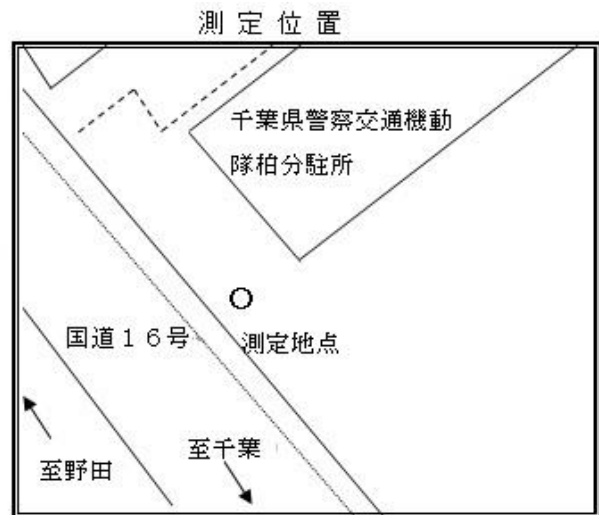 測定位置
千葉県警察交通機動
隊柏分駐所
国道１６号
測定地点
至千葉
至野田